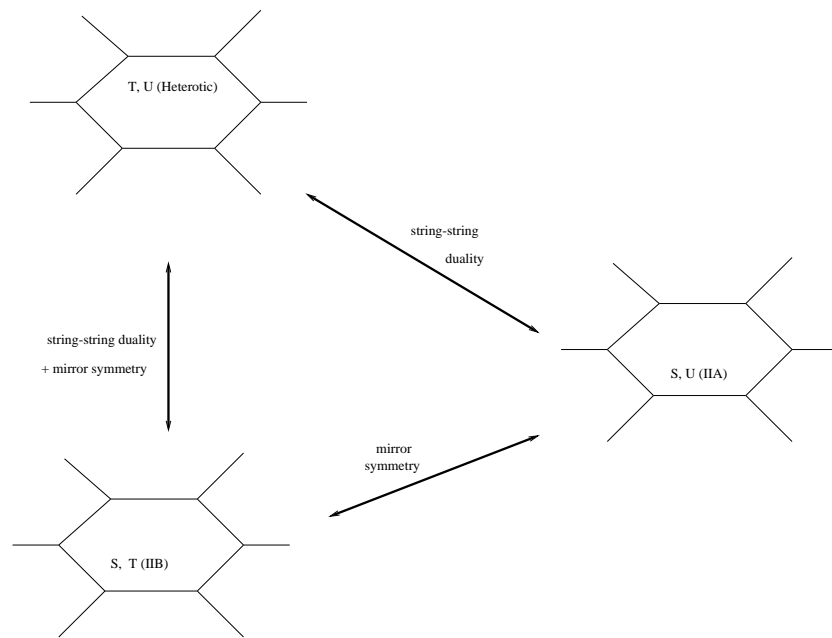 T, U (Heterotic)
string-string
duality
string-string duality
+ mirror symmetry
S, U (IIA)
mirror
symmetry
S, T (IIB)